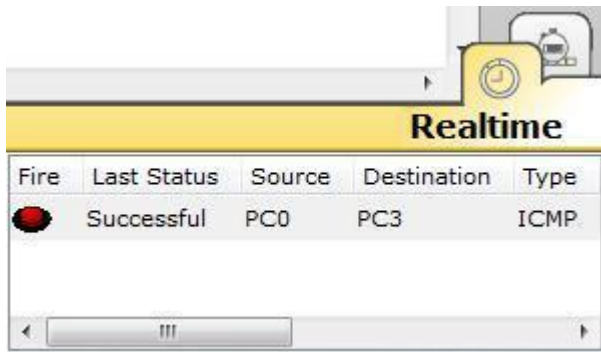 Realtime
Fire Last Status Source Destination Type
Successful PC0 PC3 ICMP